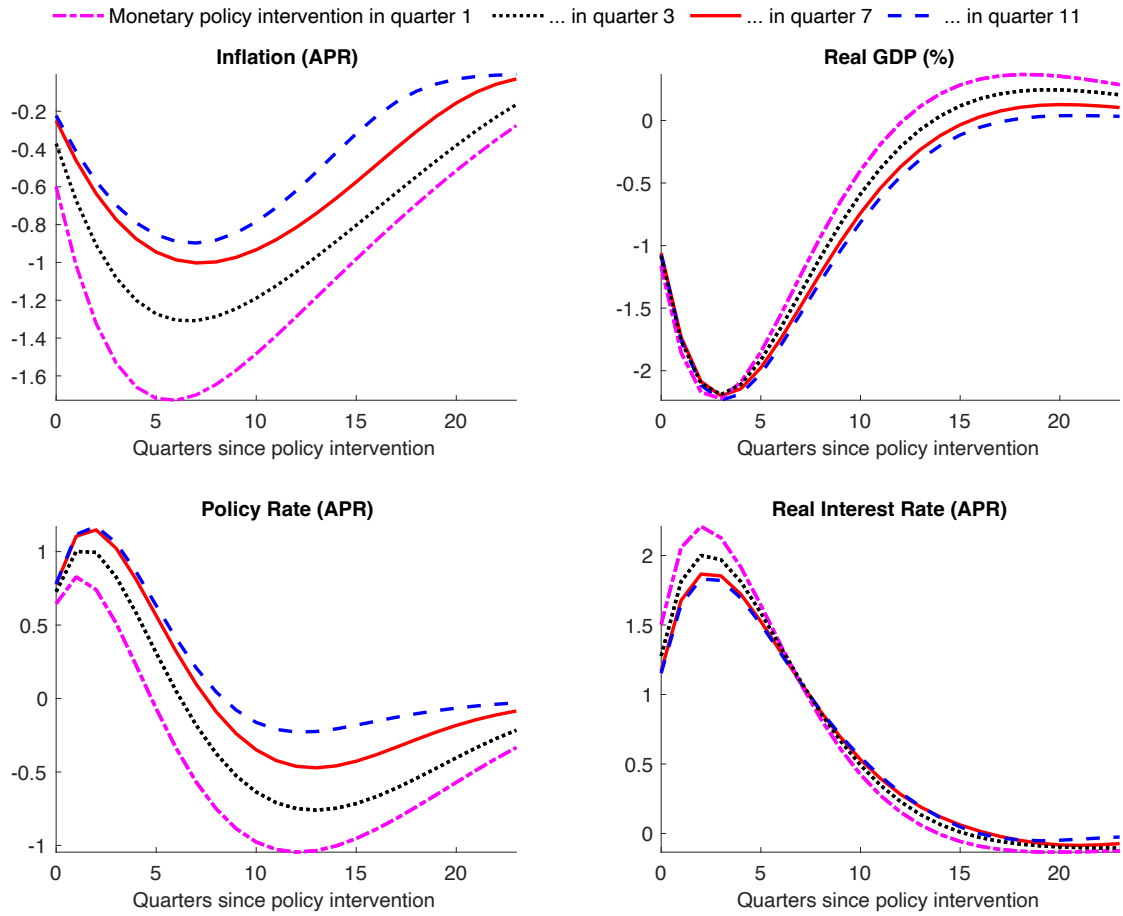 Monetary policy intervention in quarter 1 ... in quarter 3 ... in quarter 7 ... in quarter 11
Inflation (APR)
-0.2
-0.4
-0.6
-0.8
-1
-1.2
-1.4
-1.6
0 5 10 15 20
Quarters since policy intervention
Real GDP (%)
0
-0.5
-1
-1.5
-2
0 5 10 15 20
Quarters since policy intervention
Policy Rate (APR)
1
0.5
0
-0.5
-1
0 5 10 15 20
Quarters since policy intervention
Real Interest Rate (APR)
2
1.5
1
0.5
0
0 5 10 15 20
Quarters since policy intervention